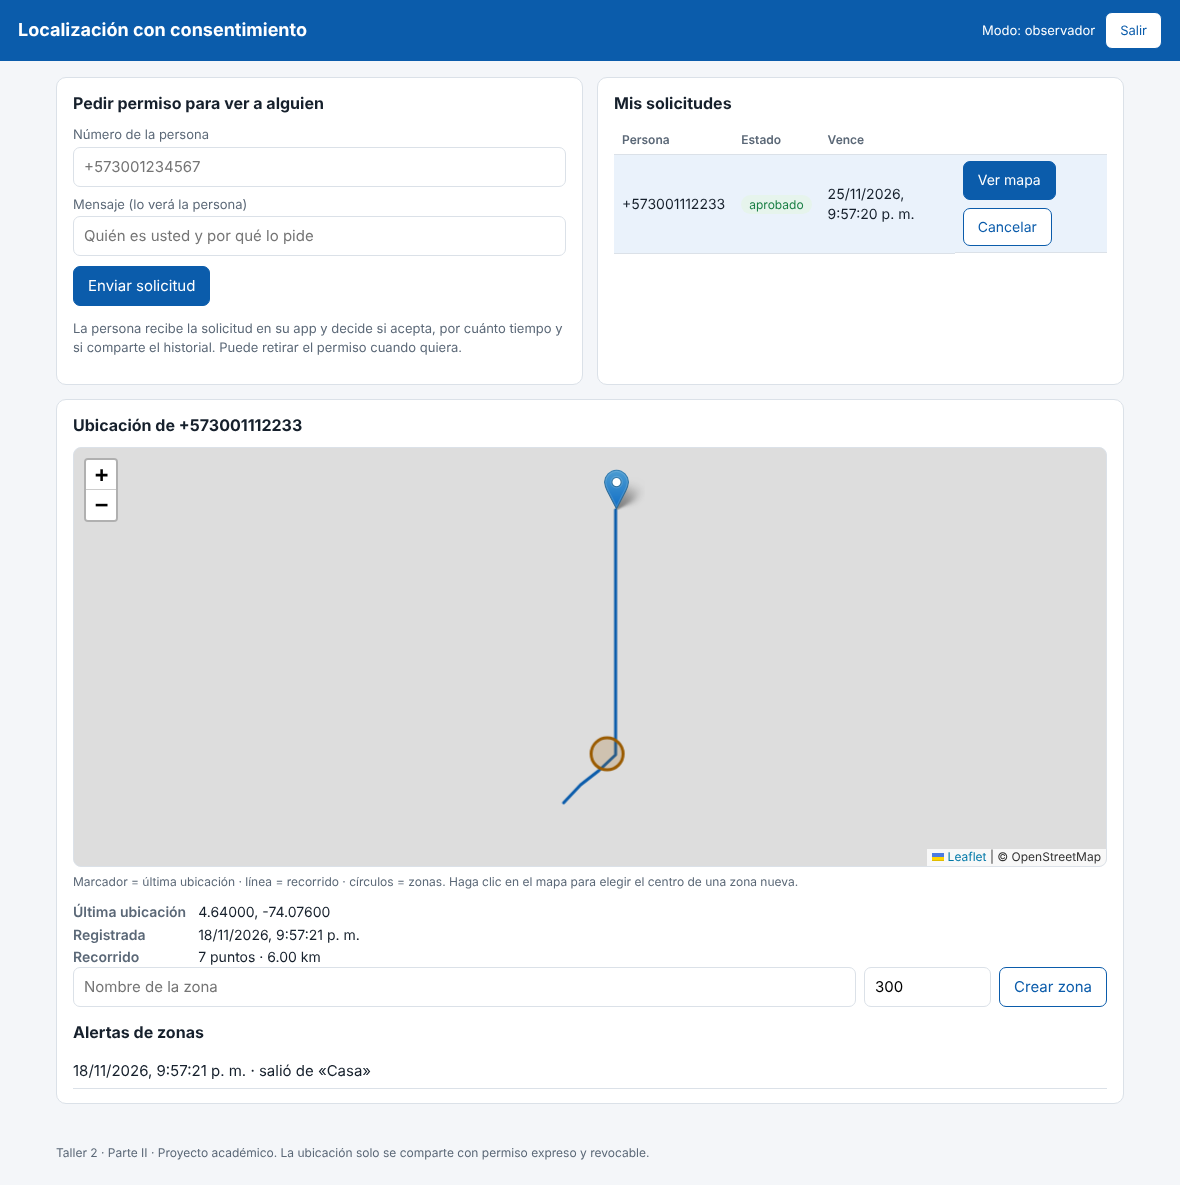 Localización con consentimiento
Modo: observador
Salir
Pedir permiso para ver a alguien
Número de la persona
+573001234567
Mensaje (lo verá la persona)
Quién es usted y por qué lo pide
Enviar solicitud
La persona recibe la solicitud en su app y decide si acepta, por cuánto tiempo y
si comparte el historial. Puede retirar el permiso cuando quiera.
Mis solicitudes
Persona Estado Vence
+573001112233 aprobado 25/11/2026,
9:57:20 p. m.
Ver mapa
Cancelar
Ubicación de +573001112233
+
−
Leaflet | © OpenStreetMap
Marcador = última ubicación · línea = recorrido · círculos = zonas. Haga clic en el mapa para elegir el centro de una zona nueva.
Última ubicación 4.64000, -74.07600
Registrada 18/11/2026, 9:57:21 p. m.
Recorrido 7 puntos · 6.00 km
Nombre de la zona
300
Crear zona
Alertas de zonas
18/11/2026, 9:57:21 p. m. · salió de «Casa»
Taller 2 · Parte II · Proyecto académico. La ubicación solo se comparte con permiso expreso y revocable.